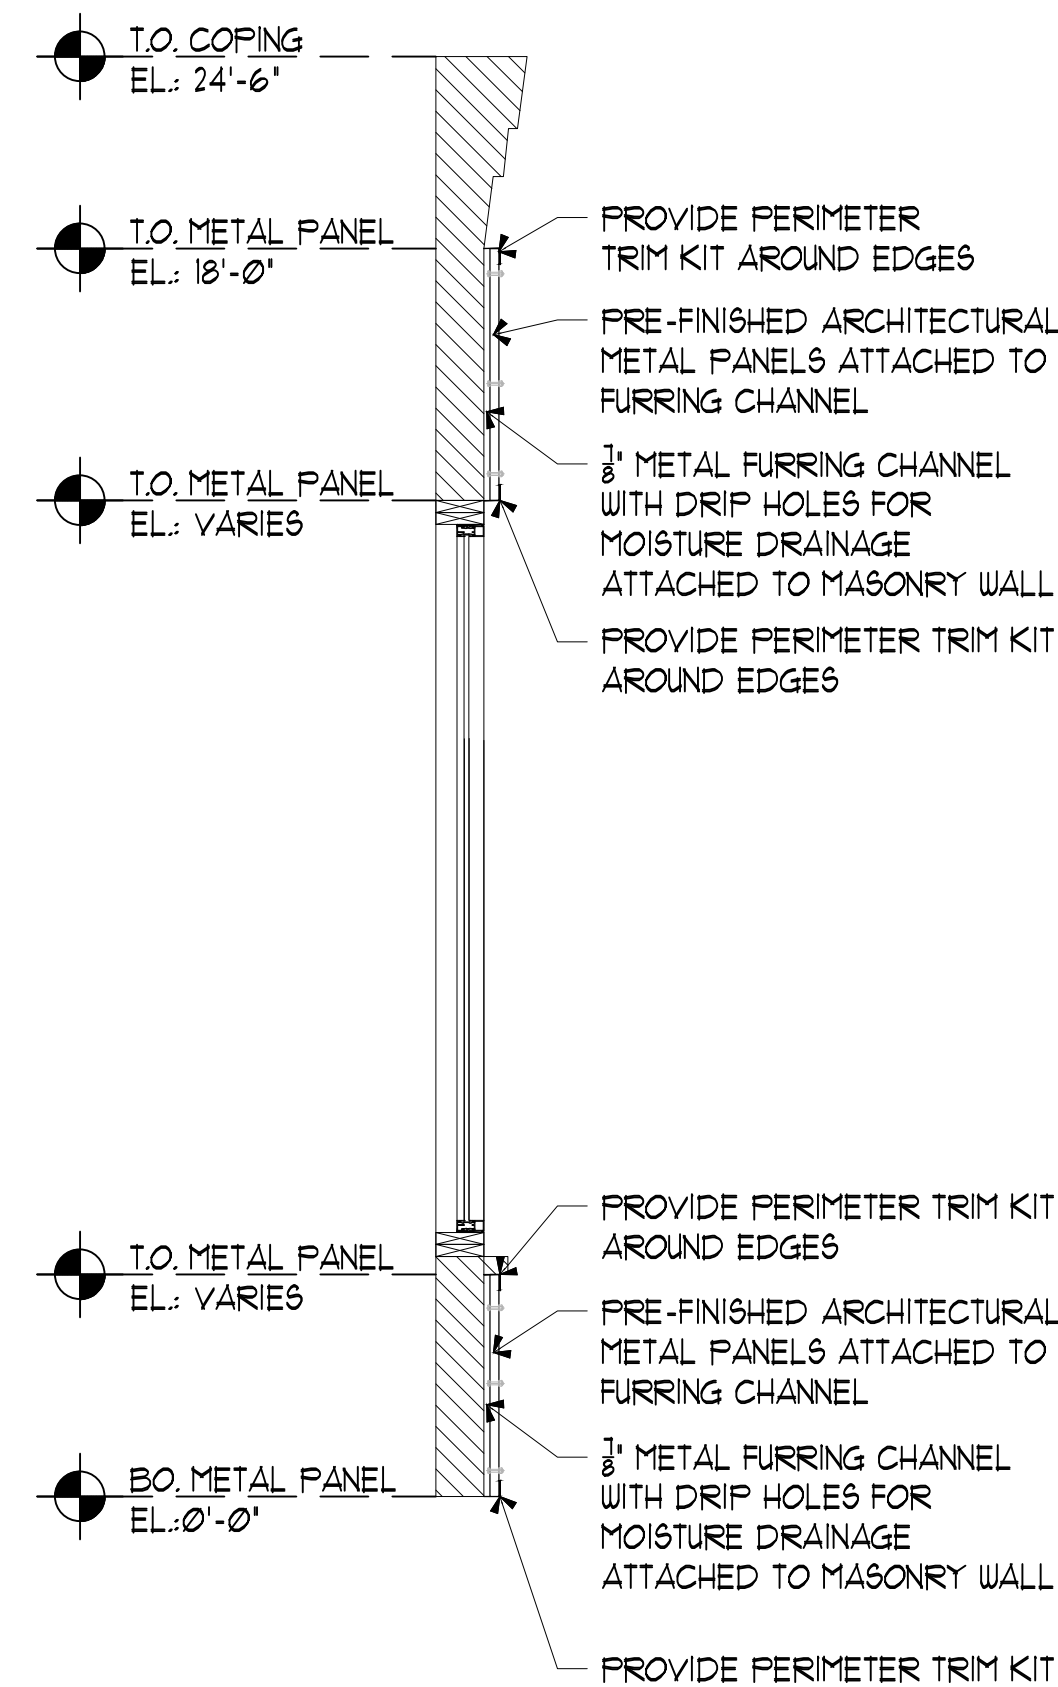 T.O. COPING
EL.: 24'-6"
T.O. METAL PANEL
EL.: 18'-0"
PROVIDE PERIMETER
TRIM KIT AROUND EDGES
PRE-FINISHED ARCHITECTURAL
METAL PANELS ATTACHED TO
FURRING CHANNEL
7/8" METAL FURRING CHANNEL
WITH DRIP HOLES FOR
MOISTURE DRAINAGE
ATTACHED TO MASONRY WALL
T.O. METAL PANEL
EL.: VARIES
PROVIDE PERIMETER TRIM KIT
AROUND EDGES
PROVIDE PERIMETER TRIM KIT
AROUND EDGES
T.O. METAL PANEL
EL.: VARIES
PRE-FINISHED ARCHITECTURAL
METAL PANELS ATTACHED TO
FURRING CHANNEL
7/8" METAL FURRING CHANNEL
WITH DRIP HOLES FOR
MOISTURE DRAINAGE
ATTACHED TO MASONRY WALL
BO. METAL PANEL
EL.:0'-0"
PROVIDE PERIMETER TRIM KIT